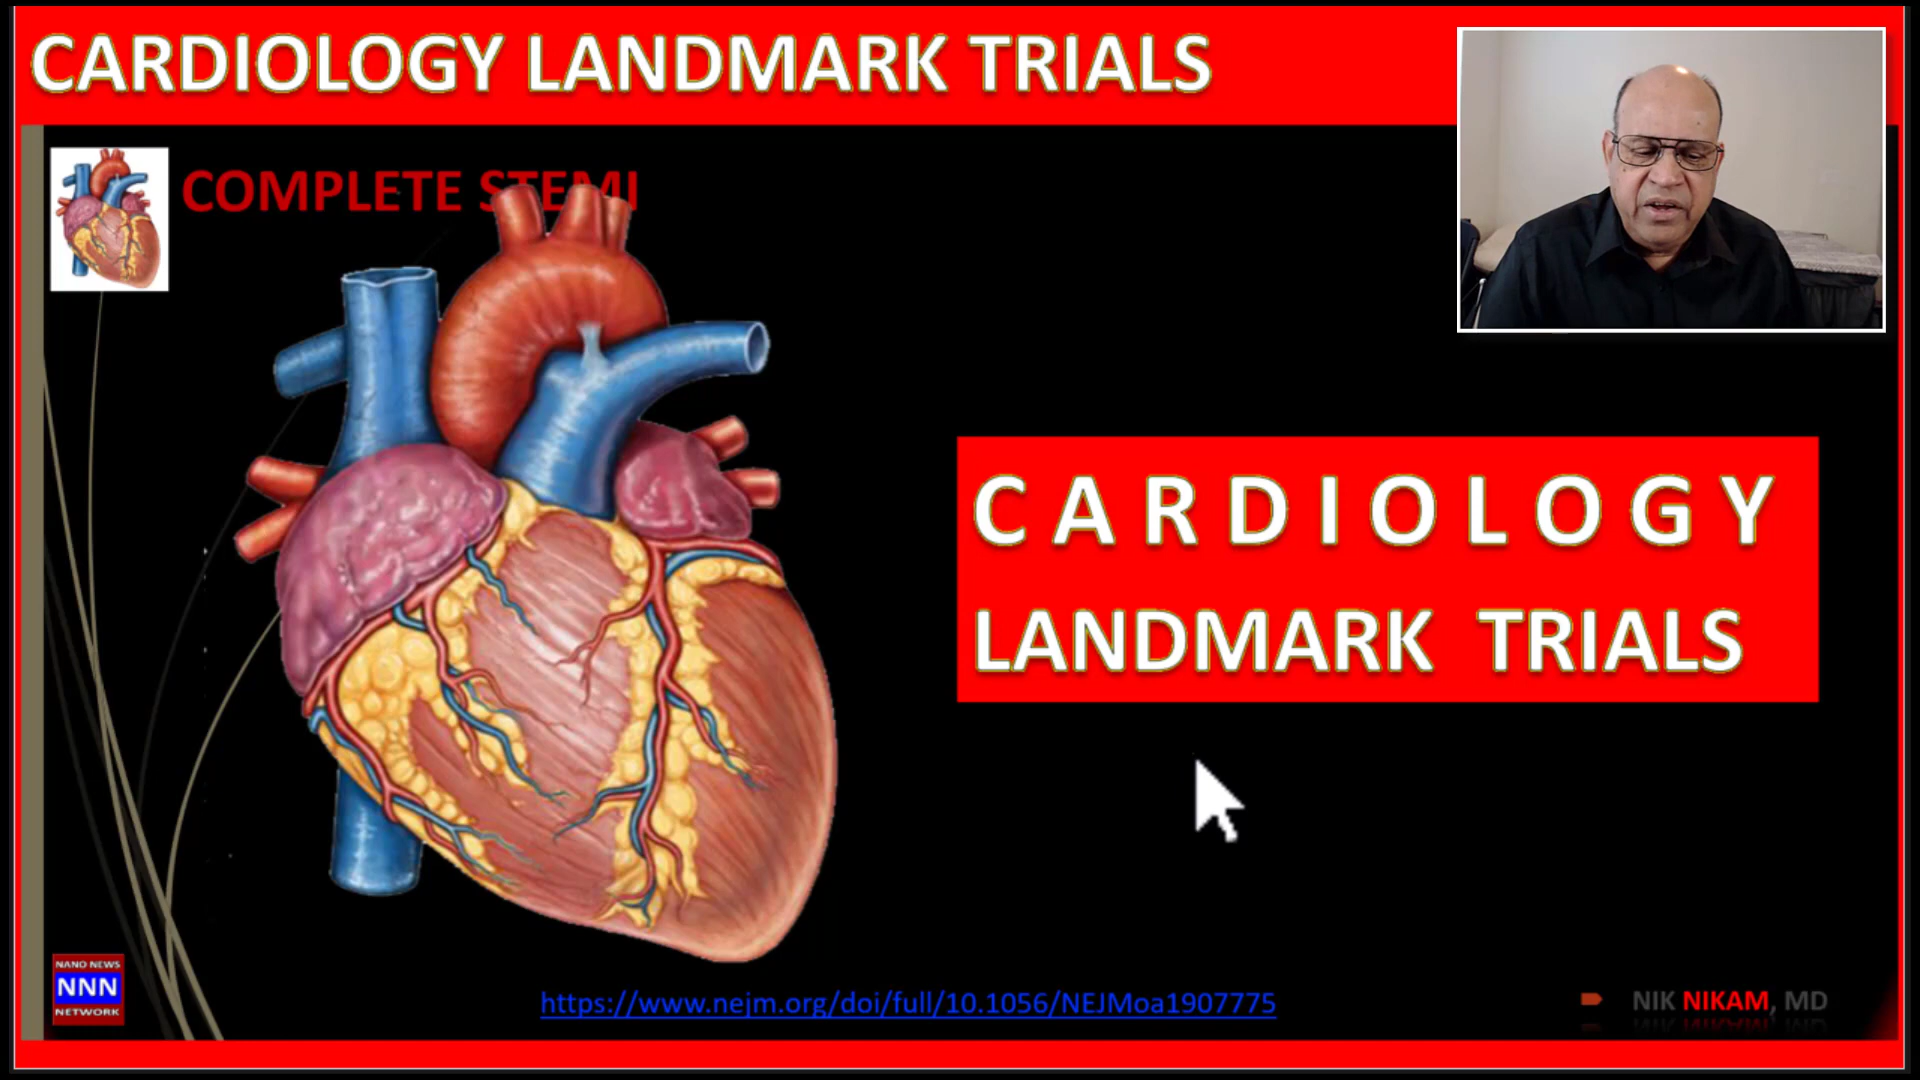 CARDIOLOGY LANDMARK TRIALS
COMPLETE STEMI
CARDIOLOGY
LANDMARK TRIALS
NANO NEWS
NNN
NETWORK
https://www.nejm.org/doi/full/10.1056/NEJMoa1907775
NIK NIKAM, MD